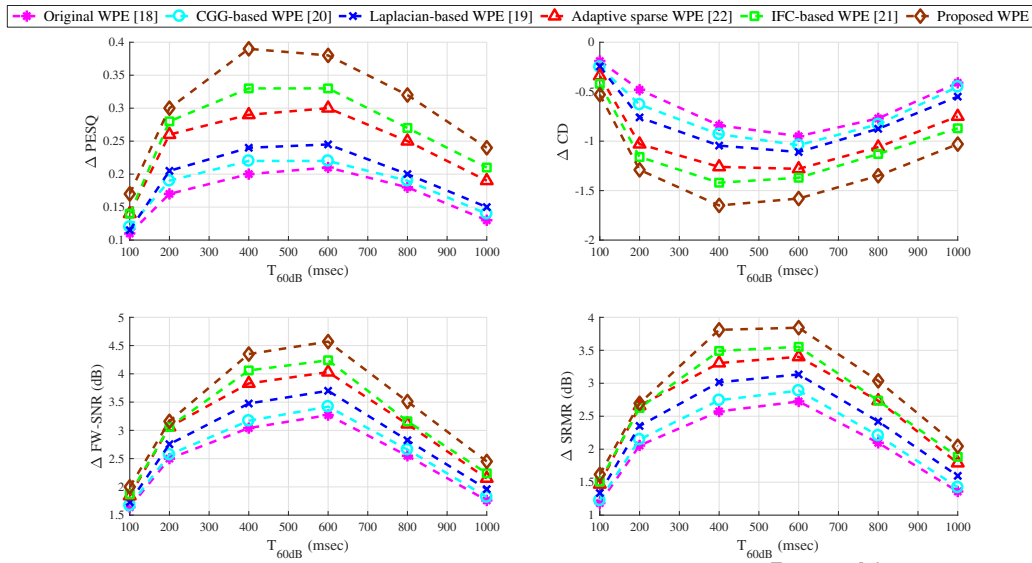 Original WPE [18] CGG-based WPE [20] Laplacian-based WPE [19] Adaptive sparse WPE [22] IFC-based WPE [21] Proposed WPE
0.4
0.35
0.3
0.25
0.2
0.15
0.1
Δ PESQ
100 200 300 400 500 600 700 800 900 1000
T60dB (msec)
0
-0.5
-1
-1.5
-2
Δ CD
100 200 300 400 500 600 700 800 900 1000
T60dB (msec)
5
4.5
4
3.5
3
2.5
2
1.5
Δ FW-SNR (dB)
100 200 300 400 500 600 700 800 900 1000
T60dB (msec)
4
3.5
3
2.5
2
1.5
1
Δ SRMR (dB)
100 200 300 400 500 600 700 800 900 1000
T60dB (msec)